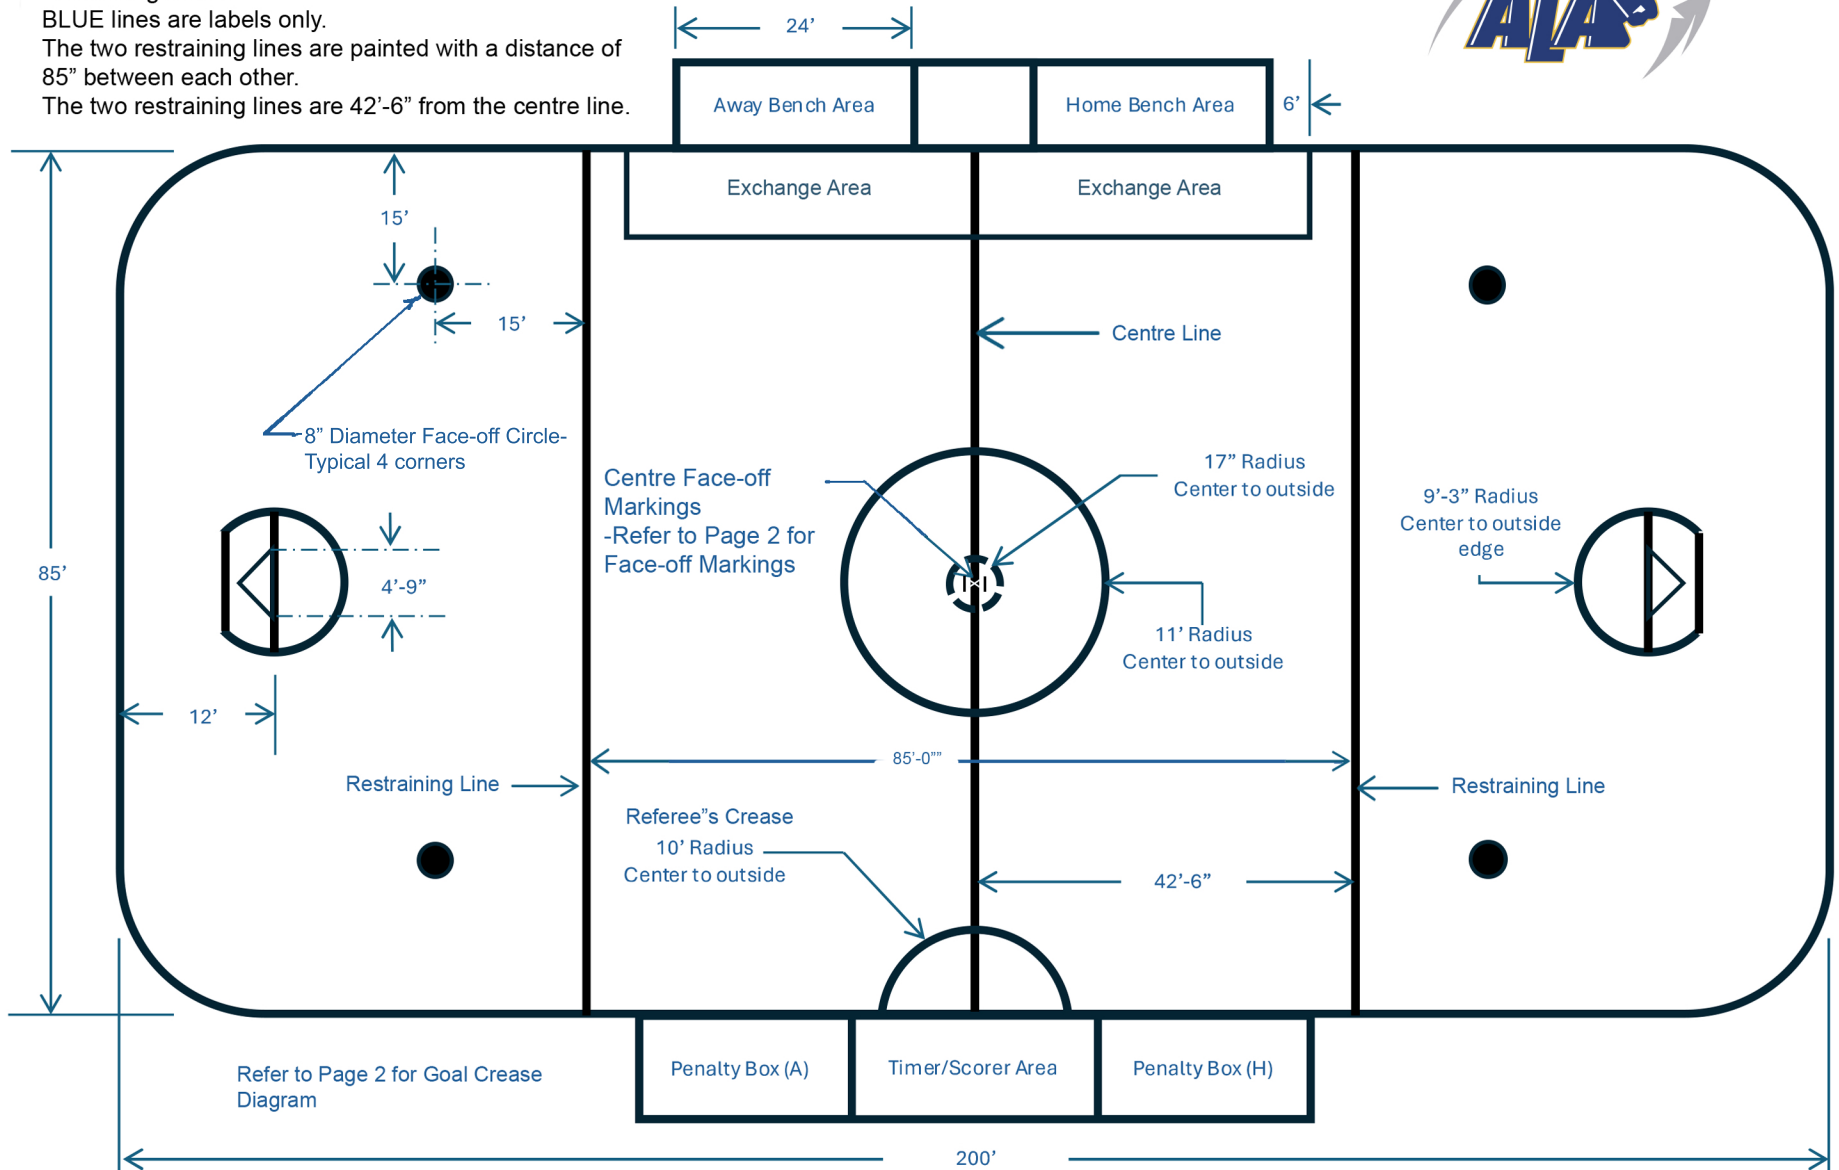 BLUE lines are labels only.
The two restraining lines are painted with a distance of
85” between each other.
The two restraining lines are 42’-6” from the centre line.
ALA
24’
Away Bench Area
Home Bench Area
6’
Exchange Area
Exchange Area
15’
15’
Centre Line
8” Diameter Face-off Circle-
Typical 4 corners
Centre Face-off
Markings
-Refer to Page 2 for
Face-off Markings
17” Radius
Center to outside
9’-3” Radius
Center to outside
edge
85’
4’-9”
11’ Radius
Center to outside
12’
85’-0””
Restraining Line
Restraining Line
Referee”s Crease
10’ Radius
Center to outside
42’-6”
Penalty Box (A)
Timer/Scorer Area
Penalty Box (H)
Refer to Page 2 for Goal Crease
Diagram
200’